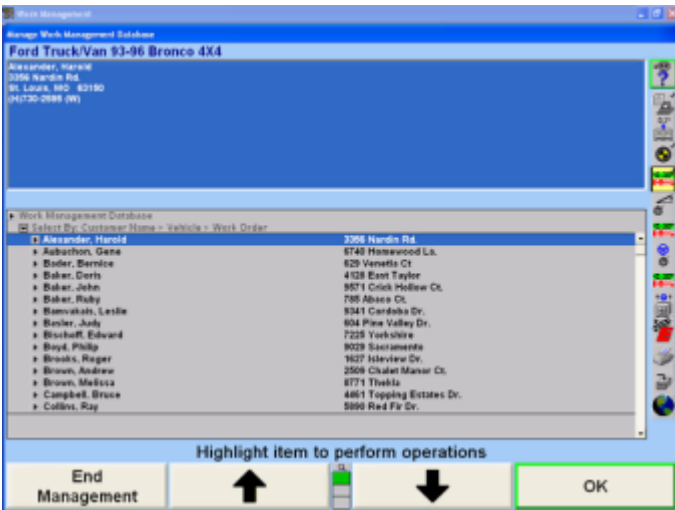 Work Management
Manage Work Management Database
Ford Truck/Van 93-96 Bronco 4X4
Alexander, Harold
3356 Nardin Rd.
St. Louis, MO 63150
Work Management Database
Select By: Customer Name > Vehicle > Work Order
Alexander, Harold 3356 Nardin Rd.
Aubuchon, Gene 6740 Homewood La.
Bader, Bernice 629 Venetia Ct
Baker, Doris 4128 East Taylor
Baker, John 9571 Crick Hollow Ct.
Baker, Ruby 785 Abaco Ct.
Bamvakais, Leslie 9341 Cordoba Dr.
Basler, Judy 604 Pine Valley Dr.
Bischoff, Edward 7225 Yorkshire
Boyd, Philip 9029 Sacramento
Brooks, Roger 1627 Isleview Dr.
Brown, Andrew 2509 Chalet Manor Ct.
Brown, Melissa 8771 Thekla
Campbell, Bruce 4461 Topping Estates Dr.
Collins, Ray 5898 Red Fir Dr.
Highlight item to perform operations
End
Management
OK